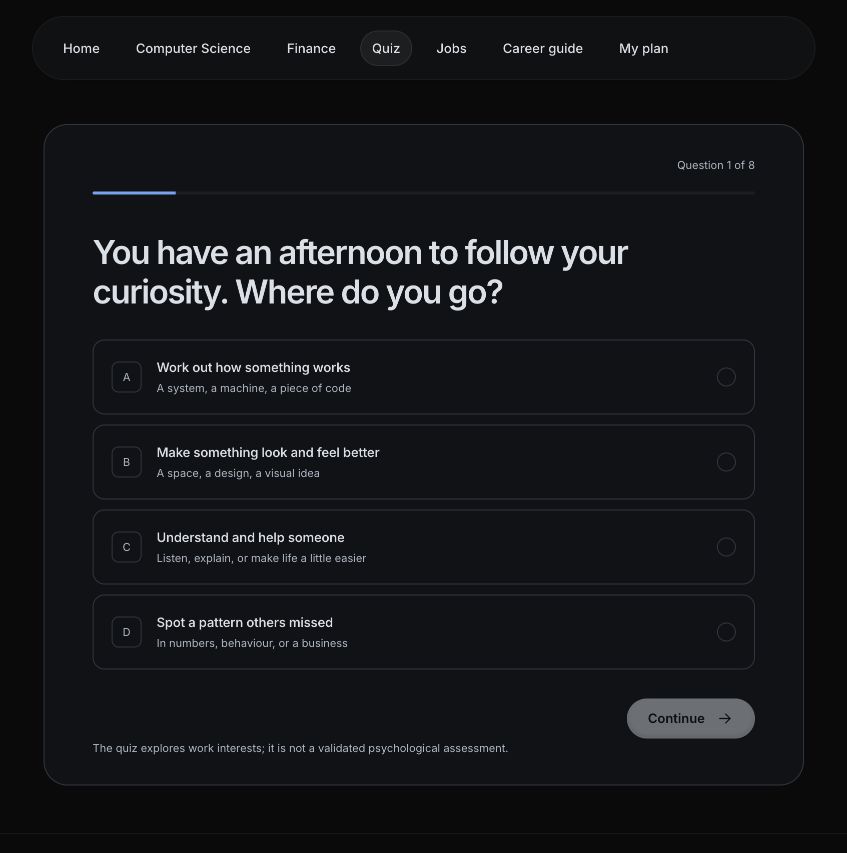 Home Computer Science Finance Quiz Jobs Career guide My plan
Question 1 of 8
You have an afternoon to follow your
curiosity. Where do you go?
A
Work out how something works
A system, a machine, a piece of code
B
Make something look and feel better
A space, a design, a visual idea
C
Understand and help someone
Listen, explain, or make life a little easier
D
Spot a pattern others missed
In numbers, behaviour, or a business
Continue →
The quiz explores work interests; it is not a validated psychological assessment.